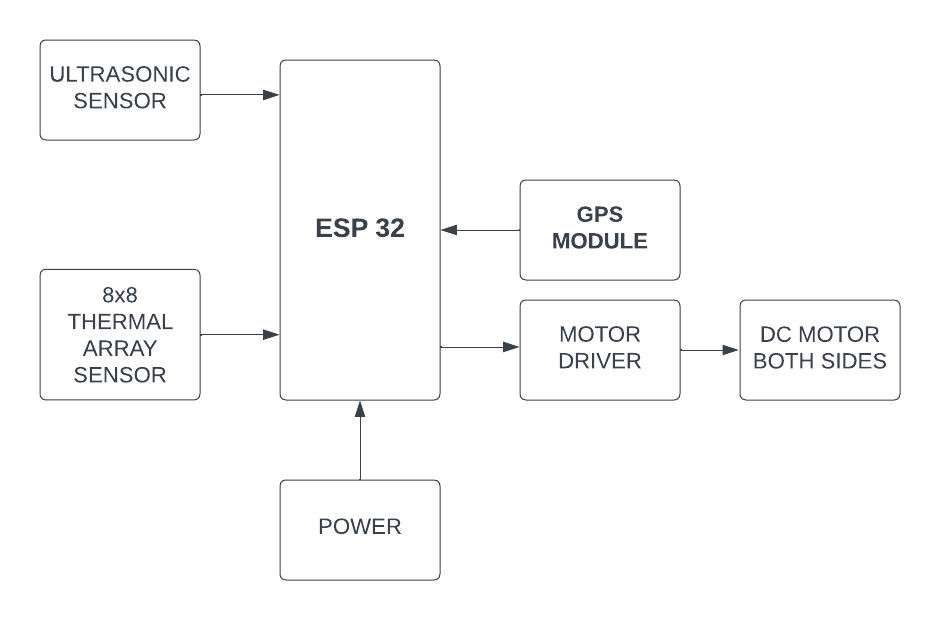 ULTRASONIC
SENSOR
ESP 32
GPS
MODULE
8x8
THERMAL
ARRAY
SENSOR
MOTOR
DRIVER
DC MOTOR
BOTH SIDES
POWER